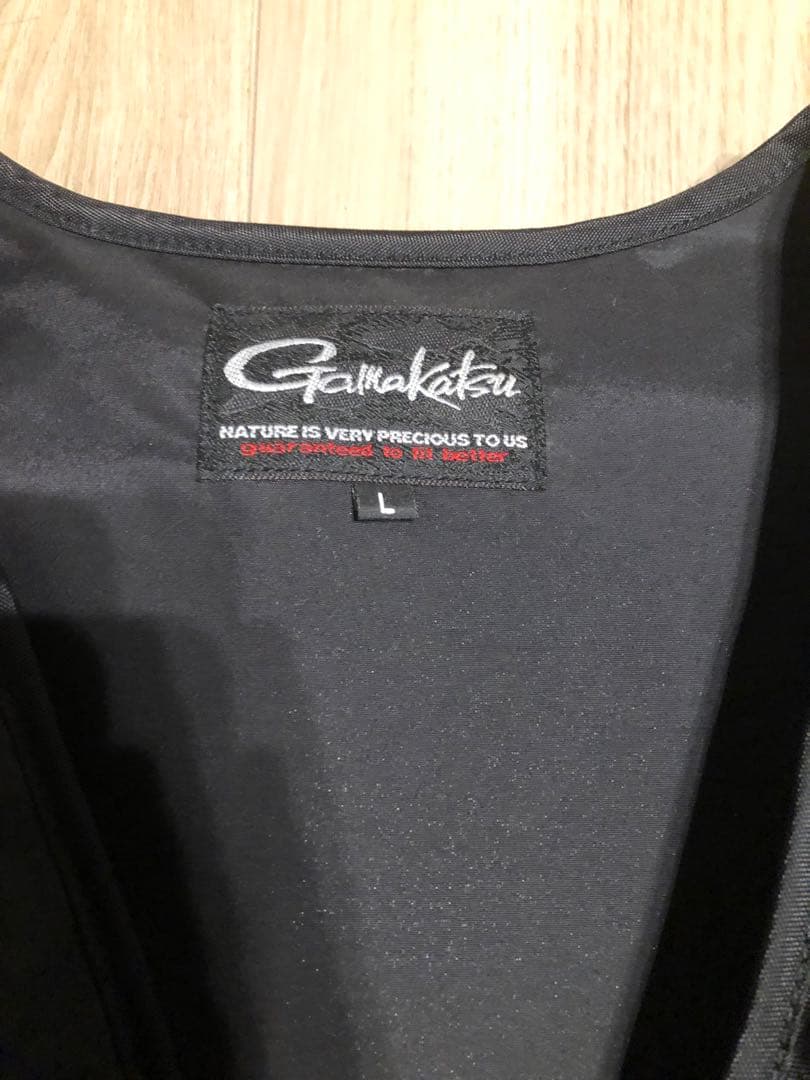 Gamakatsu
NATURE IS VERY PRECIOUS TO US
guaranteed to fit better
L